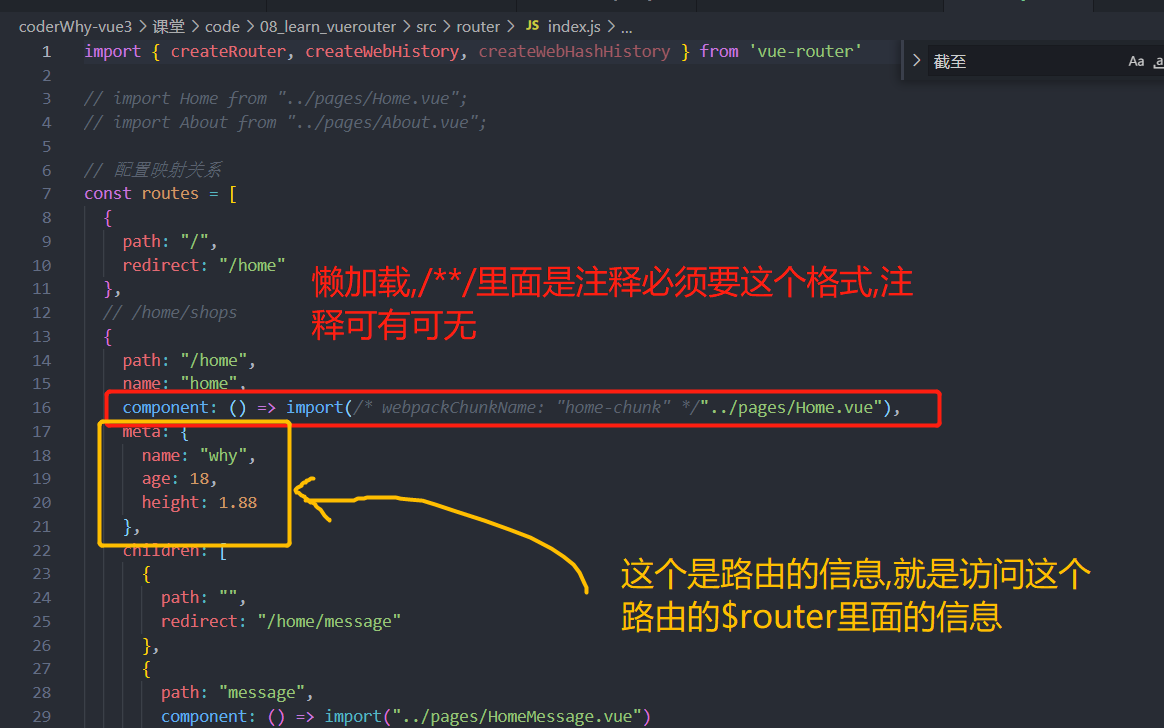 coderWhy-vue3 > 课堂 > code > 08_learn_vuerouter > src > router > JS index.js > ...
> 截至 Aa
1 import { createRouter, createWebHistory, createWebHashHistory } from 'vue-router'
2
3 // import Home from "../pages/Home.vue";
4 // import About from "../pages/About.vue";
5
6 // 配置映射关系
7 const routes = [
8 {
9 path: "/",
10 redirect: "/home"
11 },
懒加载,/**/里面是注释必须要这个格式,注
释可有可无
12 // /home/shops
13 {
14 path: "/home",
15 name: "home",
16 component: () => import(/* webpackChunkName: "home-chunk" */"../pages/Home.vue"),
17 meta: {
18 name: "why",
19 age: 18,
20 height: 1.88
21 },
22 children: [
这个是路由的信息,就是访问这个
路由的$router里面的信息
23 {
24 path: "",
25 redirect: "/home/message"
26 },
27 {
28 path: "message",
29 component: () => import("../pages/HomeMessage.vue")